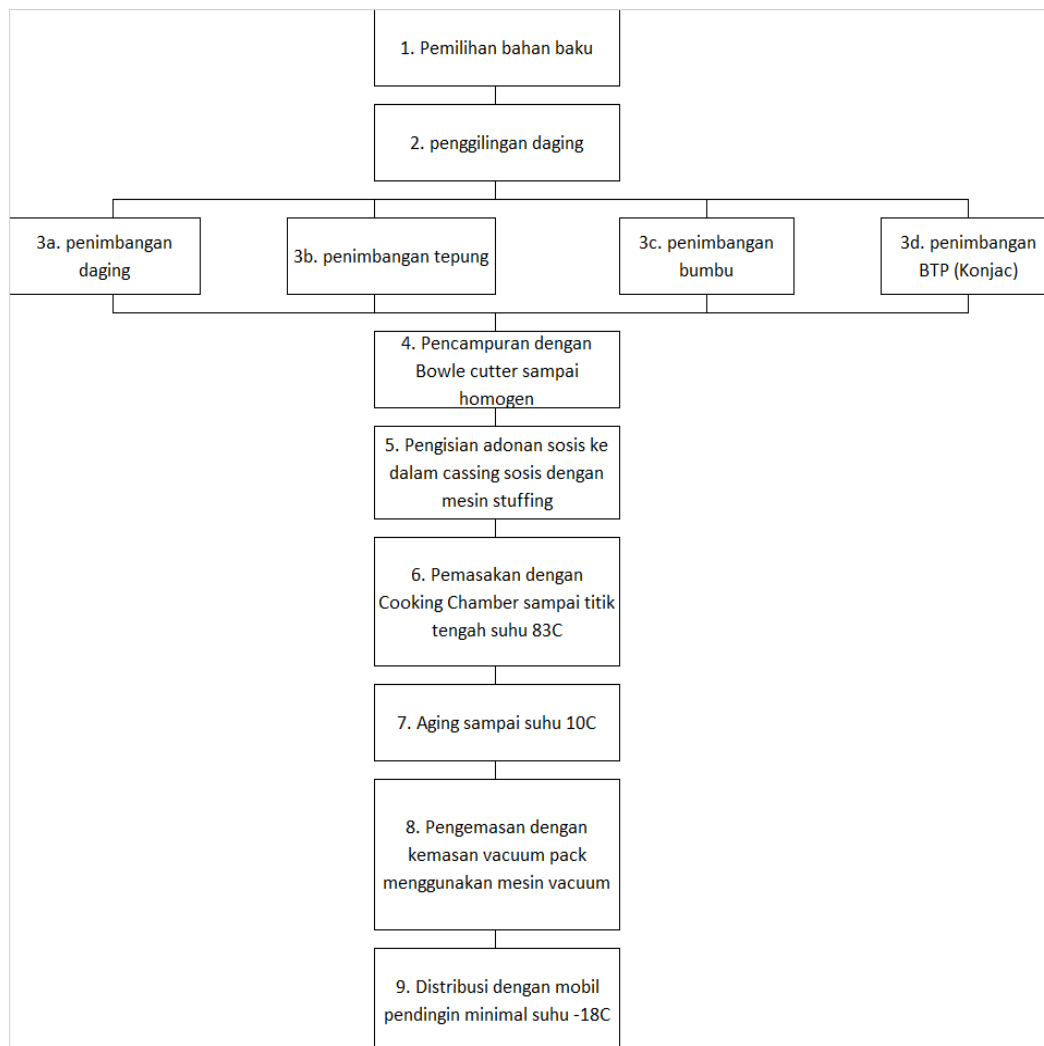 1. Pemilihan bahan baku
2. penggilingan daging
3a. penimbangan
daging
3b. penimbangan tepung
3c. penimbangan
bumbu
3d. penimbangan
BTP (Konjac)
4. Pencampuran dengan
Bowle cutter sampai
homogen
5. Pengisian adonan sosis ke
dalam cassing sosis dengan
mesin stuffing
6. Pemasakan dengan
Cooking Chamber sampai titik
tengah suhu 83C
7. Aging sampai suhu 10C
8. Pengemasan dengan
kemasan vacuum pack
menggunakan mesin vacuum
9. Distribusi dengan mobil
pendingin minimal suhu -18C